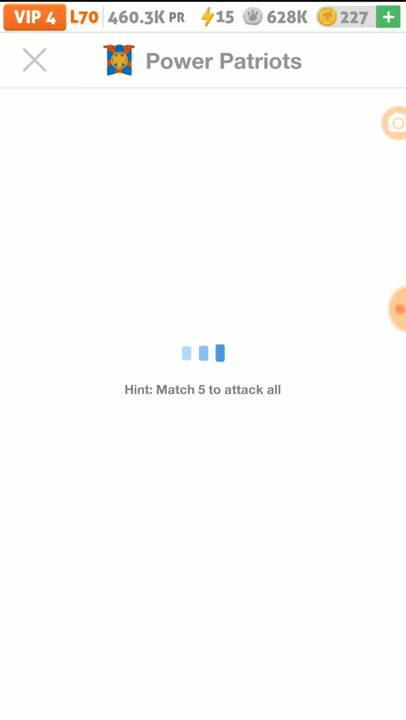 VIP 4 L70 460.3K PR 15 628K 227 +
Power Patriots
Hint: Match 5 to attack all